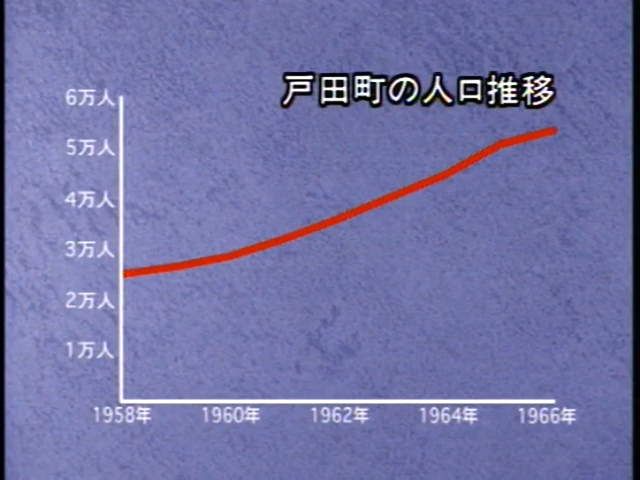 戸田町の人口推移
6万人
5万人
4万人
3万人
2万人
1万人
1958年 1960年 1962年 1964年 1966年